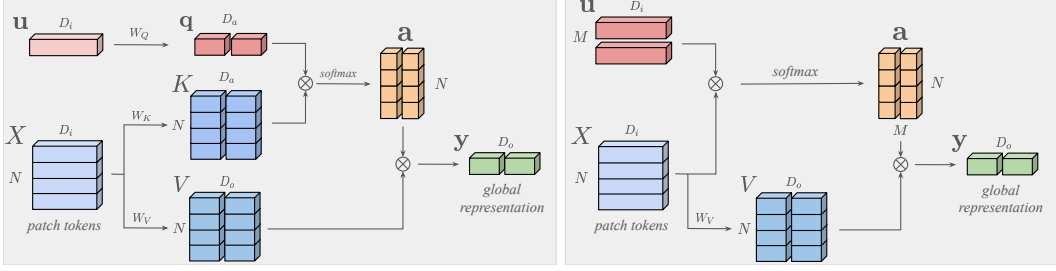 u
D_i
W_Q
q
D_a
a
softmax
N
K
D_a
W_K
N
X
D_i
N
patch tokens
V
D_o
W_V
N
y
D_o
global
representation
u
D_i
M
softmax
a
N
M
X
D_i
N
patch tokens
V
D_o
W_V
N
y
D_o
global
representation